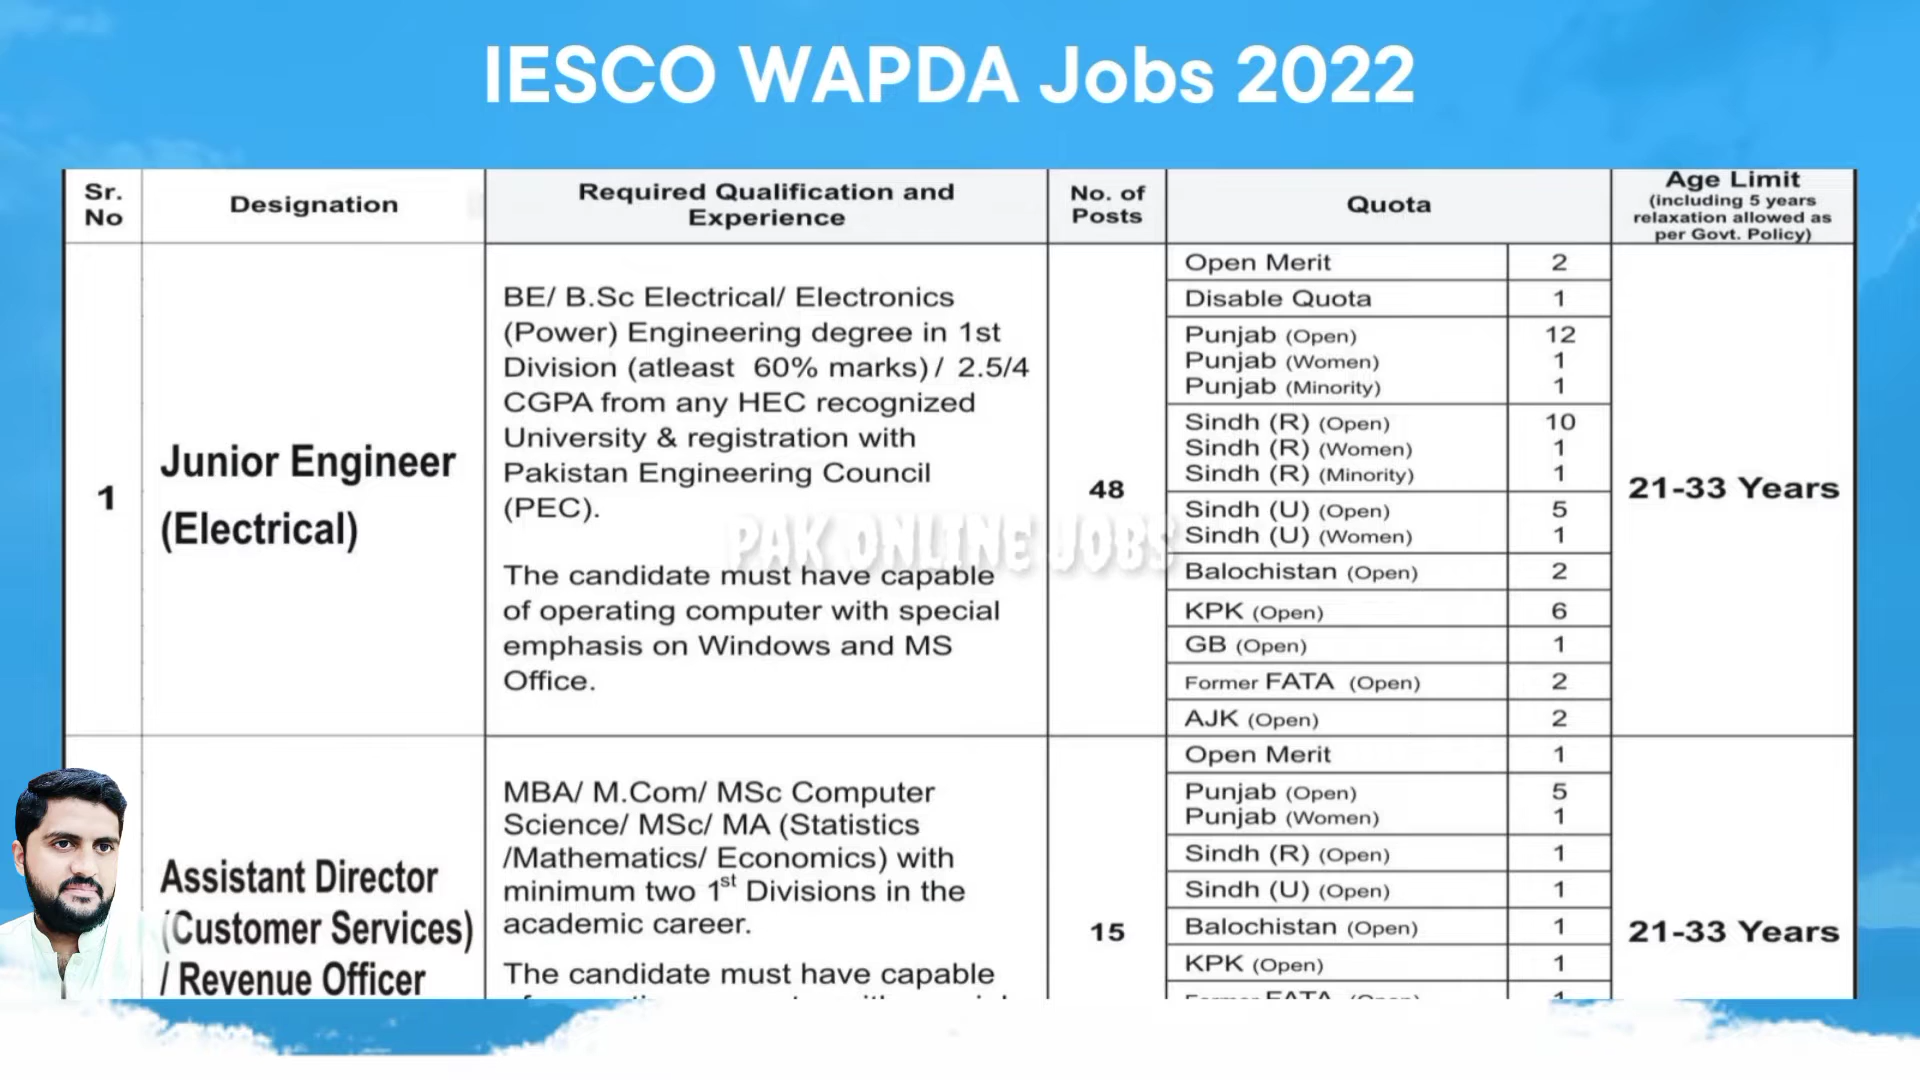 IESCO WAPDA Jobs 2022
Sr. No
Designation
Required Qualification and
Experience
No. of
Posts
Quota
Age Limit
(including 5 years
relaxation allowed as
per Govt. Policy)
1
Junior Engineer
(Electrical)
BE/ B.Sc Electrical/ Electronics
(Power) Engineering degree in 1st
Division (atleast 60% marks) / 2.5/4
CGPA from any HEC recognized
University & registration with
Pakistan Engineering Council
(PEC).
The candidate must have capable
of operating computer with special
emphasis on Windows and MS
Office.
48
Open Merit 2
Disable Quota 1
Punjab (Open) 12
Punjab (Women) 1
Punjab (Minority) 1
Sindh (R) (Open) 10
Sindh (R) (Women) 1
Sindh (R) (Minority) 1
Sindh (U) (Open) 5
Sindh (U) (Women) 1
Balochistan (Open) 2
KPK (Open) 6
GB (Open) 1
Former FATA (Open) 2
AJK (Open) 2
21-33 Years
PAK ONLINE JOBS
Assistant Director
(Customer Services)
/ Revenue Officer
MBA/ M.Com/ MSc Computer
Science/ MSc/ MA (Statistics
/Mathematics/ Economics) with
minimum two 1st Divisions in the
academic career.
The candidate must have capable
15
Open Merit 1
Punjab (Open) 5
Punjab (Women) 1
Sindh (R) (Open) 1
Sindh (U) (Open) 1
Balochistan (Open) 1
KPK (Open) 1
21-33 Years